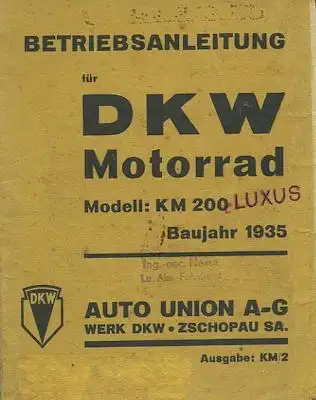 BETRIEBSANLEITUNG
für
DKW
Motorrad
Modell: KM 200 LUXUS
Baujahr 1935
DKW
AUTO UNION A-G
WERK DKW • ZSCHOPAU SA.
Ausgabe: KM/2